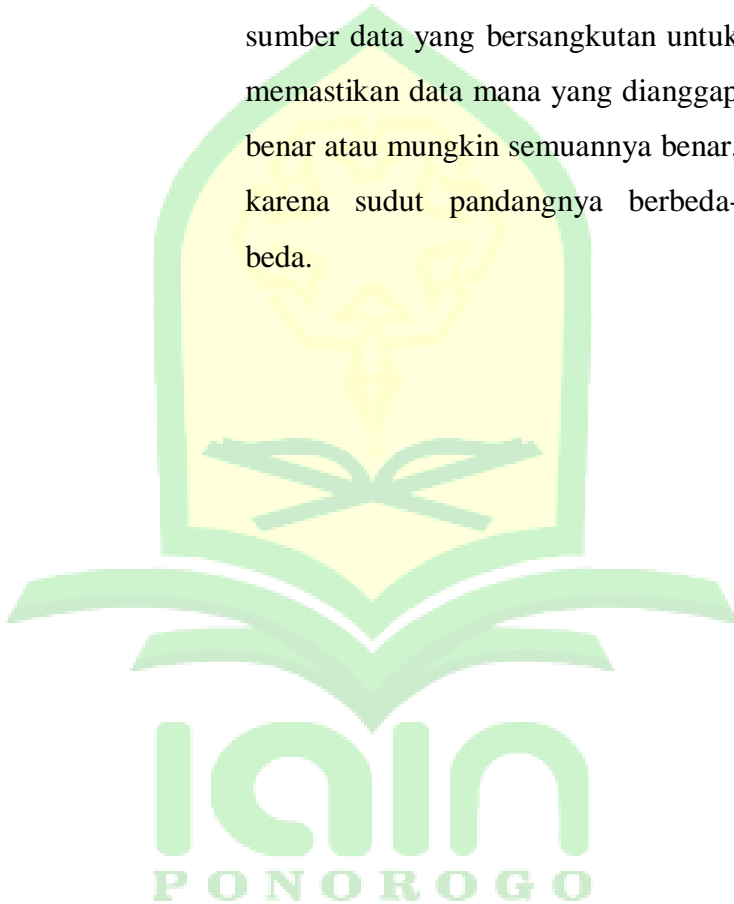 sumber data yang bersangkutan untuk
memastikan data mana yang dianggap
benar atau mungkin semuannya benar,
karena sudut pandangnya berbeda-
beda.
iain
PONOROGO